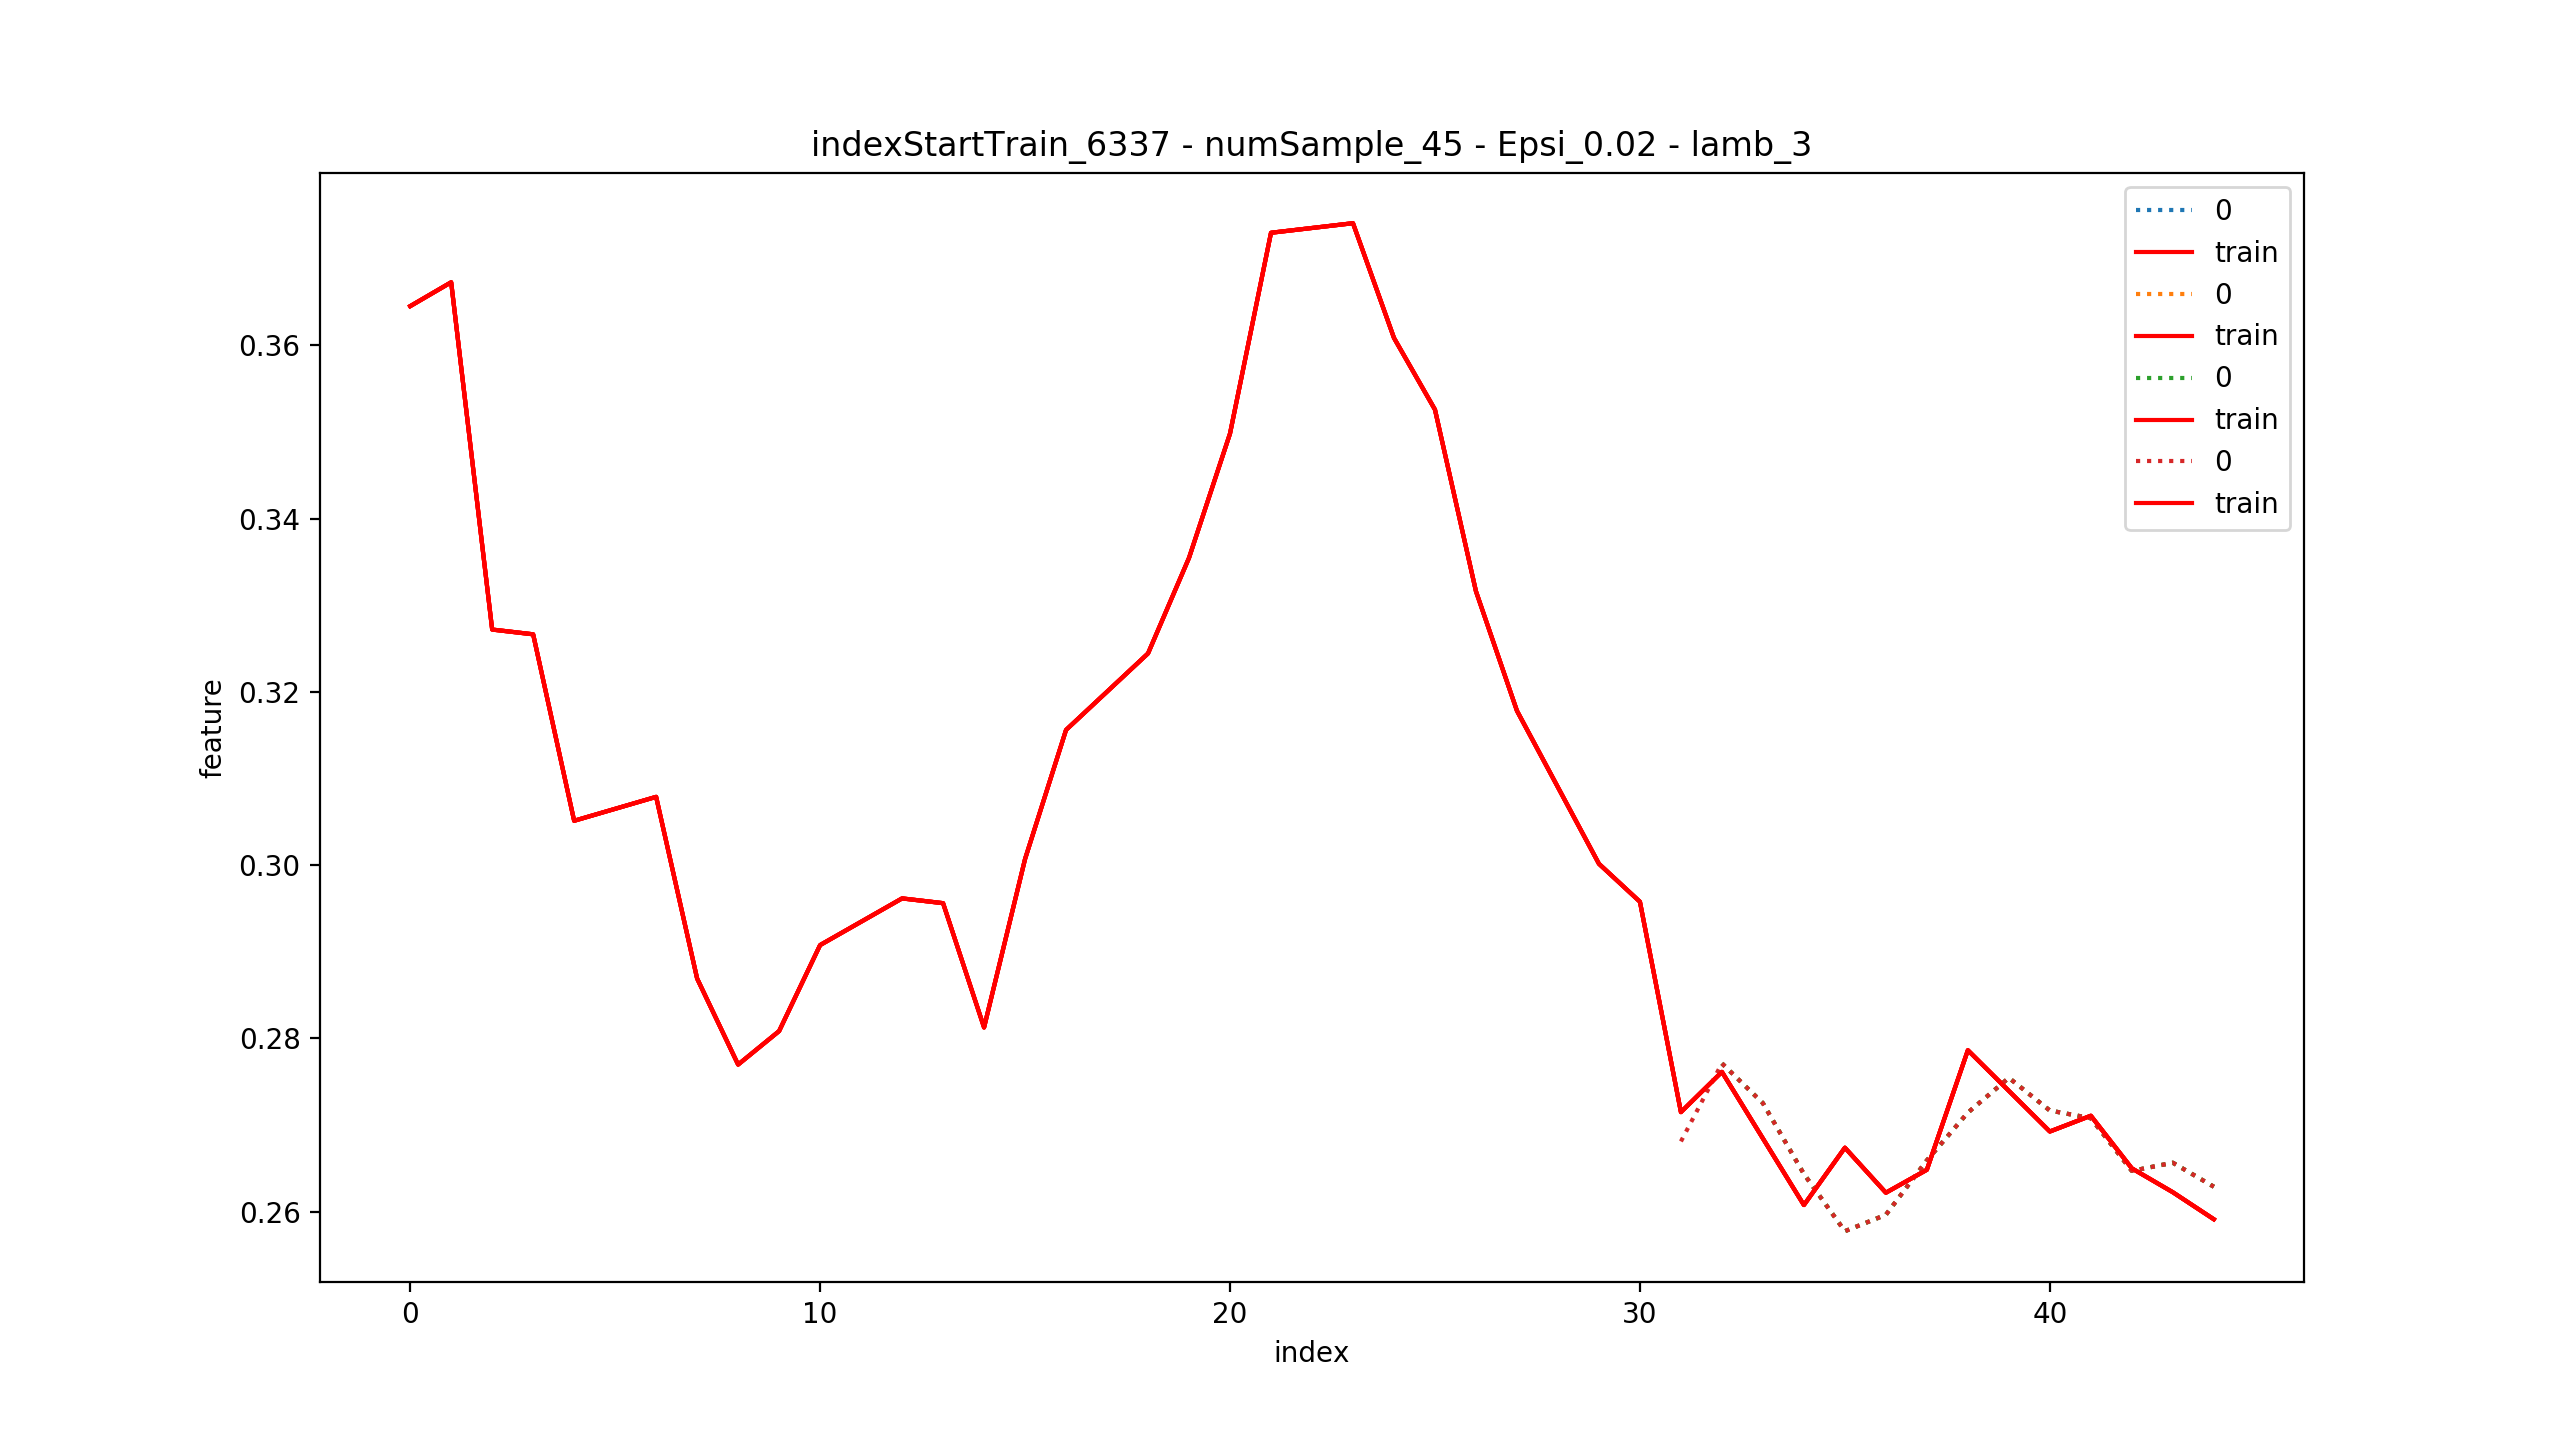 indexStartTrain_6337 - numSample_45 - Epsi_0.02 - lamb_3
0
train
0
train
0
train
0
train
0.36
0.34
0.32
0.30
0.28
0.26
feature
0 10 20 30 40
index